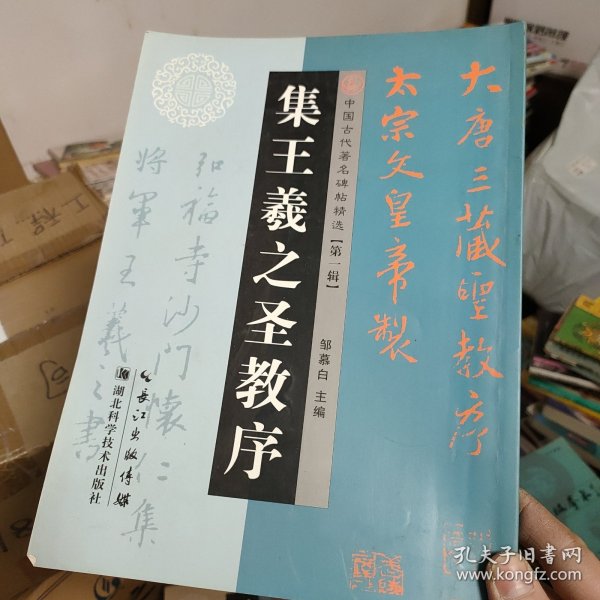 大唐三藏聖教序
太宗文皇帝製
中国古代著名碑帖精选【第一辑】
邹慕白 主编
集王羲之圣教序
弘福寺沙門懷仁集
將軍王羲之書
长江出版传媒
湖北科学技术出版社
孔夫子旧书网
www.kongfz.com